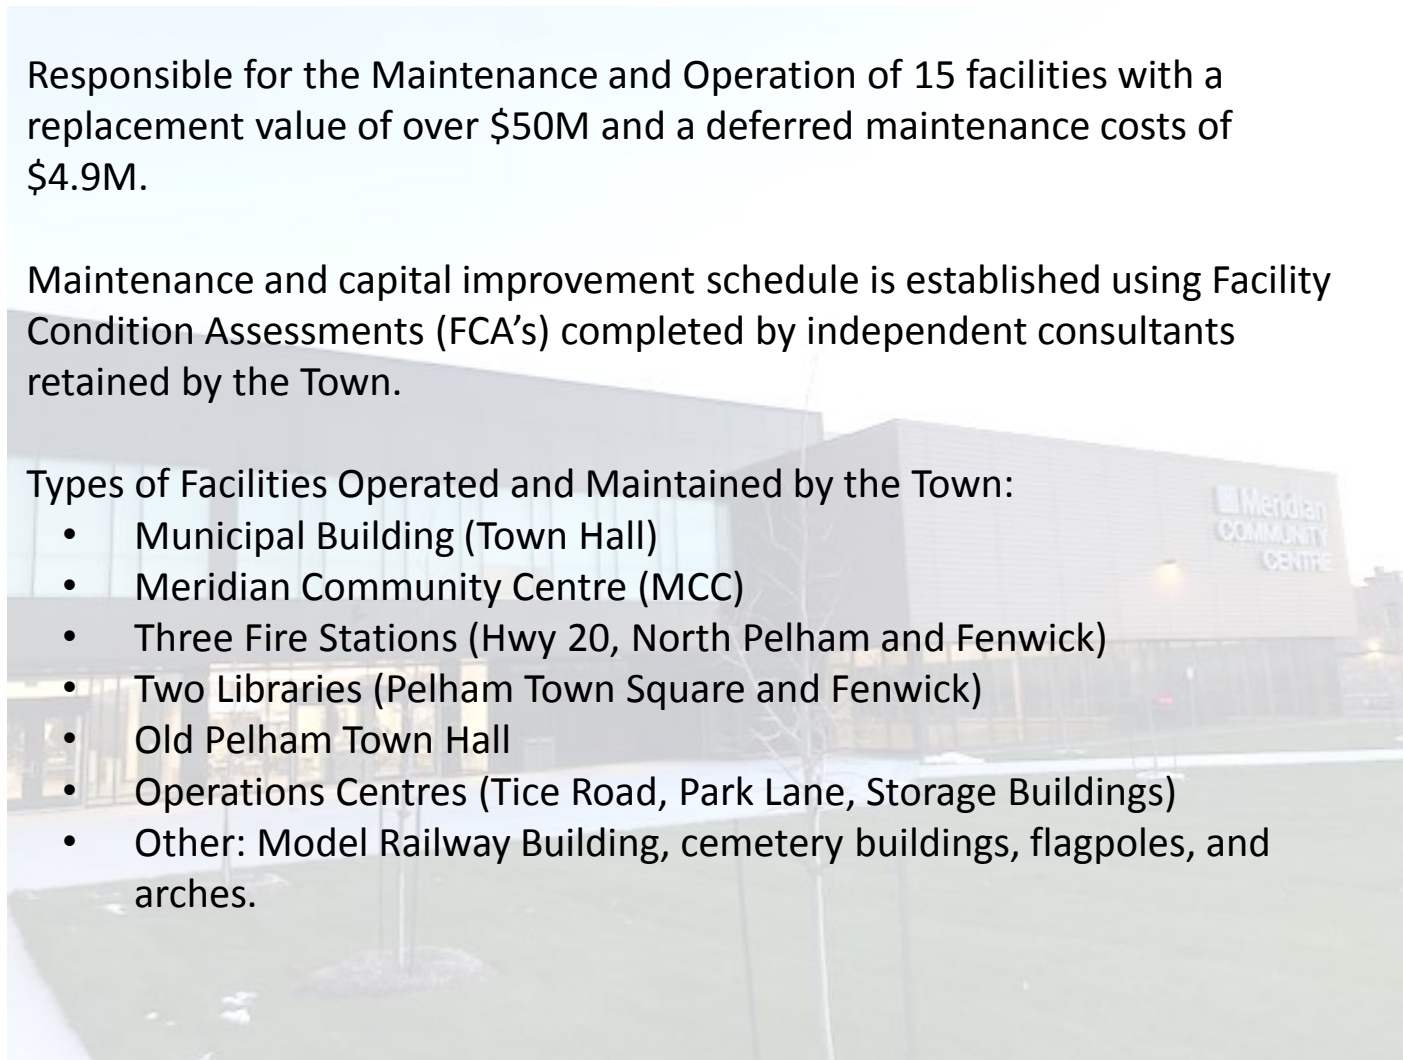 Responsible for the Maintenance and Operation of 15 facilities with a
replacement value of over $50M and a deferred maintenance costs of
$4.9M.
Maintenance and capital improvement schedule is established using Facility
Condition Assessments (FCA’s) completed by independent consultants
retained by the Town.
Types of Facilities Operated and Maintained by the Town:
• Municipal Building (Town Hall)
• Meridian Community Centre (MCC)
• Three Fire Stations (Hwy 20, North Pelham and Fenwick)
• Two Libraries (Pelham Town Square and Fenwick)
• Old Pelham Town Hall
• Operations Centres (Tice Road, Park Lane, Storage Buildings)
• Other: Model Railway Building, cemetery buildings, flagpoles, and
arches.
Meridian
COMMUNITY
CENTRE